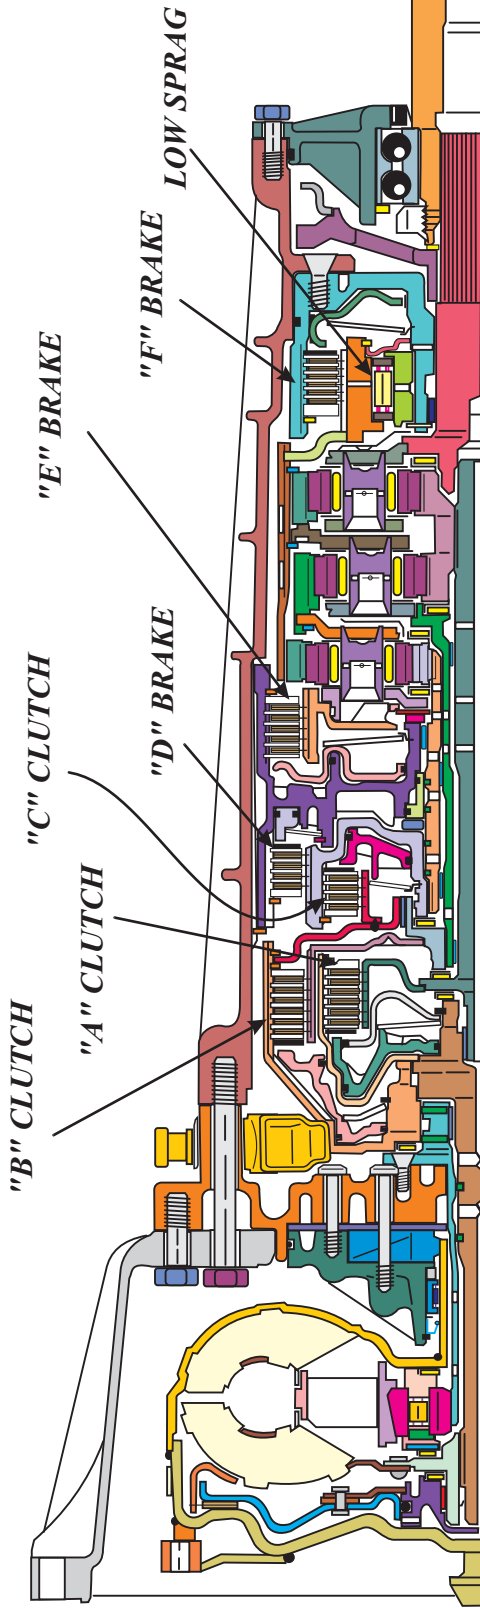 "B" CLUTCH
"A" CLUTCH
"C" CLUTCH
"D" BRAKE
"E" BRAKE
"F" BRAKE
LOW SPRAG